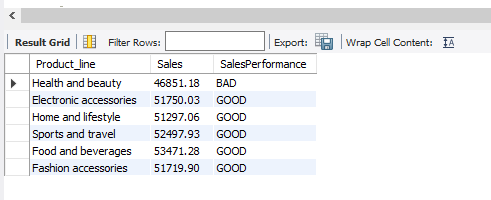 Result Grid Filter Rows: Export: Wrap Cell Content: IA
Product_line Sales SalesPerformance
Health and beauty 46851.18 BAD
Electronic accessories 51750.03 GOOD
Home and lifestyle 51297.06 GOOD
Sports and travel 52497.93 GOOD
Food and beverages 53471.28 GOOD
Fashion accessories 51719.90 GOOD